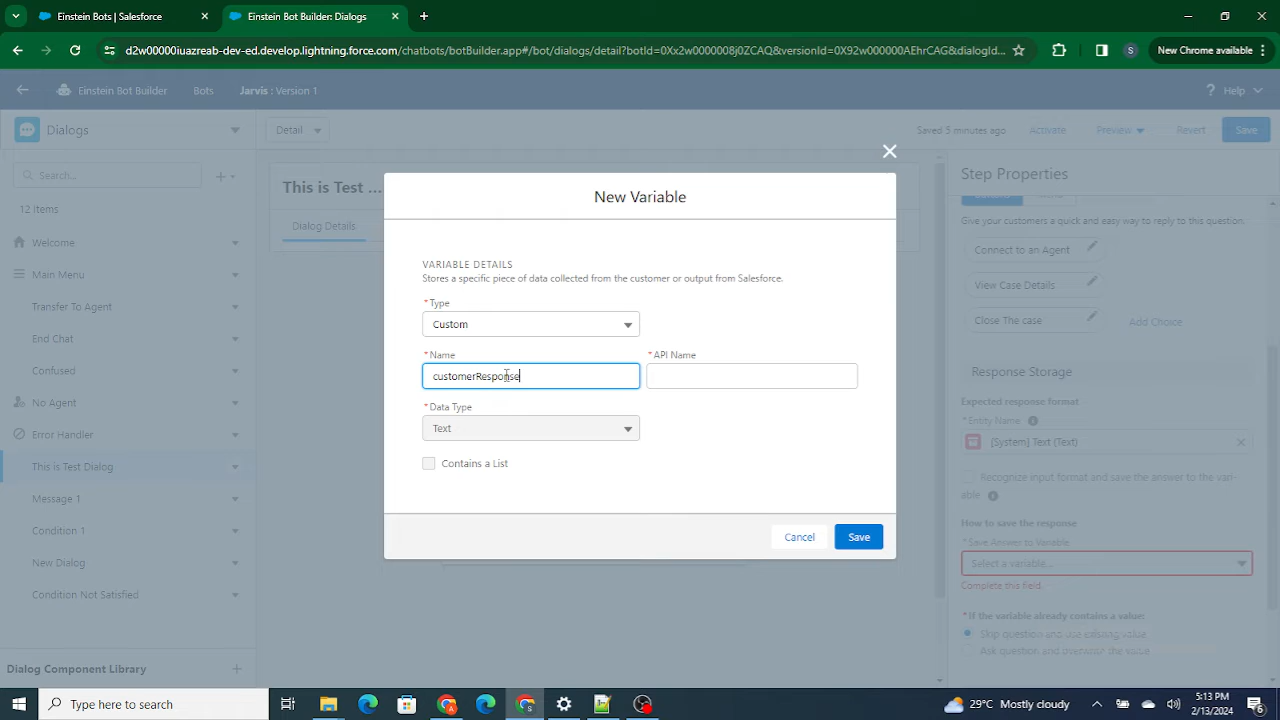 Einstein Bots | Salesforce
Einstein Bot Builder: Dialogs
d2w00000iuazreab-dev-ed.develop.lightning.force.com/chatbots/botBuilder.app#/bot/dialogs/detail?botId=0Xx2w0000008j0ZCAQ&versionId=0X92w000000AEhrCAG&dialogId...
New Chrome available
Einstein Bot Builder
Bots
Jarvis : Version 1
Help
Dialogs
Detail
Saved 5 minutes ago
Activate
Preview
Revert
Save
Search...
12 Items
Welcome
Main Menu
Transfer To Agent
End Chat
Confused
No Agent
Error Handler
This is Test Dialog
Message 1
Condition 1
New Dialog
Condition Not Satisfied
Dialog Component Library
This is Test ...
Dialog Details
New Variable
VARIABLE DETAILS
Stores a specific piece of data collected from the customer or output from Salesforce.
*Type
Custom
*Name
*API Name
customerResponse
*Data Type
Text
Contains a List
Cancel
Save
Step Properties
Give your customers a quick and easy way to reply to this question.
Connect to an Agent
View Case Details
Close The case
Add Choice
Response Storage
Expected response format
*Entity Name
[System] Text (Text)
Recognize input format and save the answer to the vari-
able
How to save the response
*Save Answer to Variable
Select a variable...
Complete this field.
*If the variable already contains a value:
Skip question and use existing value
Ask question and overwrite the value
Type here to search
29°C Mostly cloudy
5:13 PM
2/13/2024
6